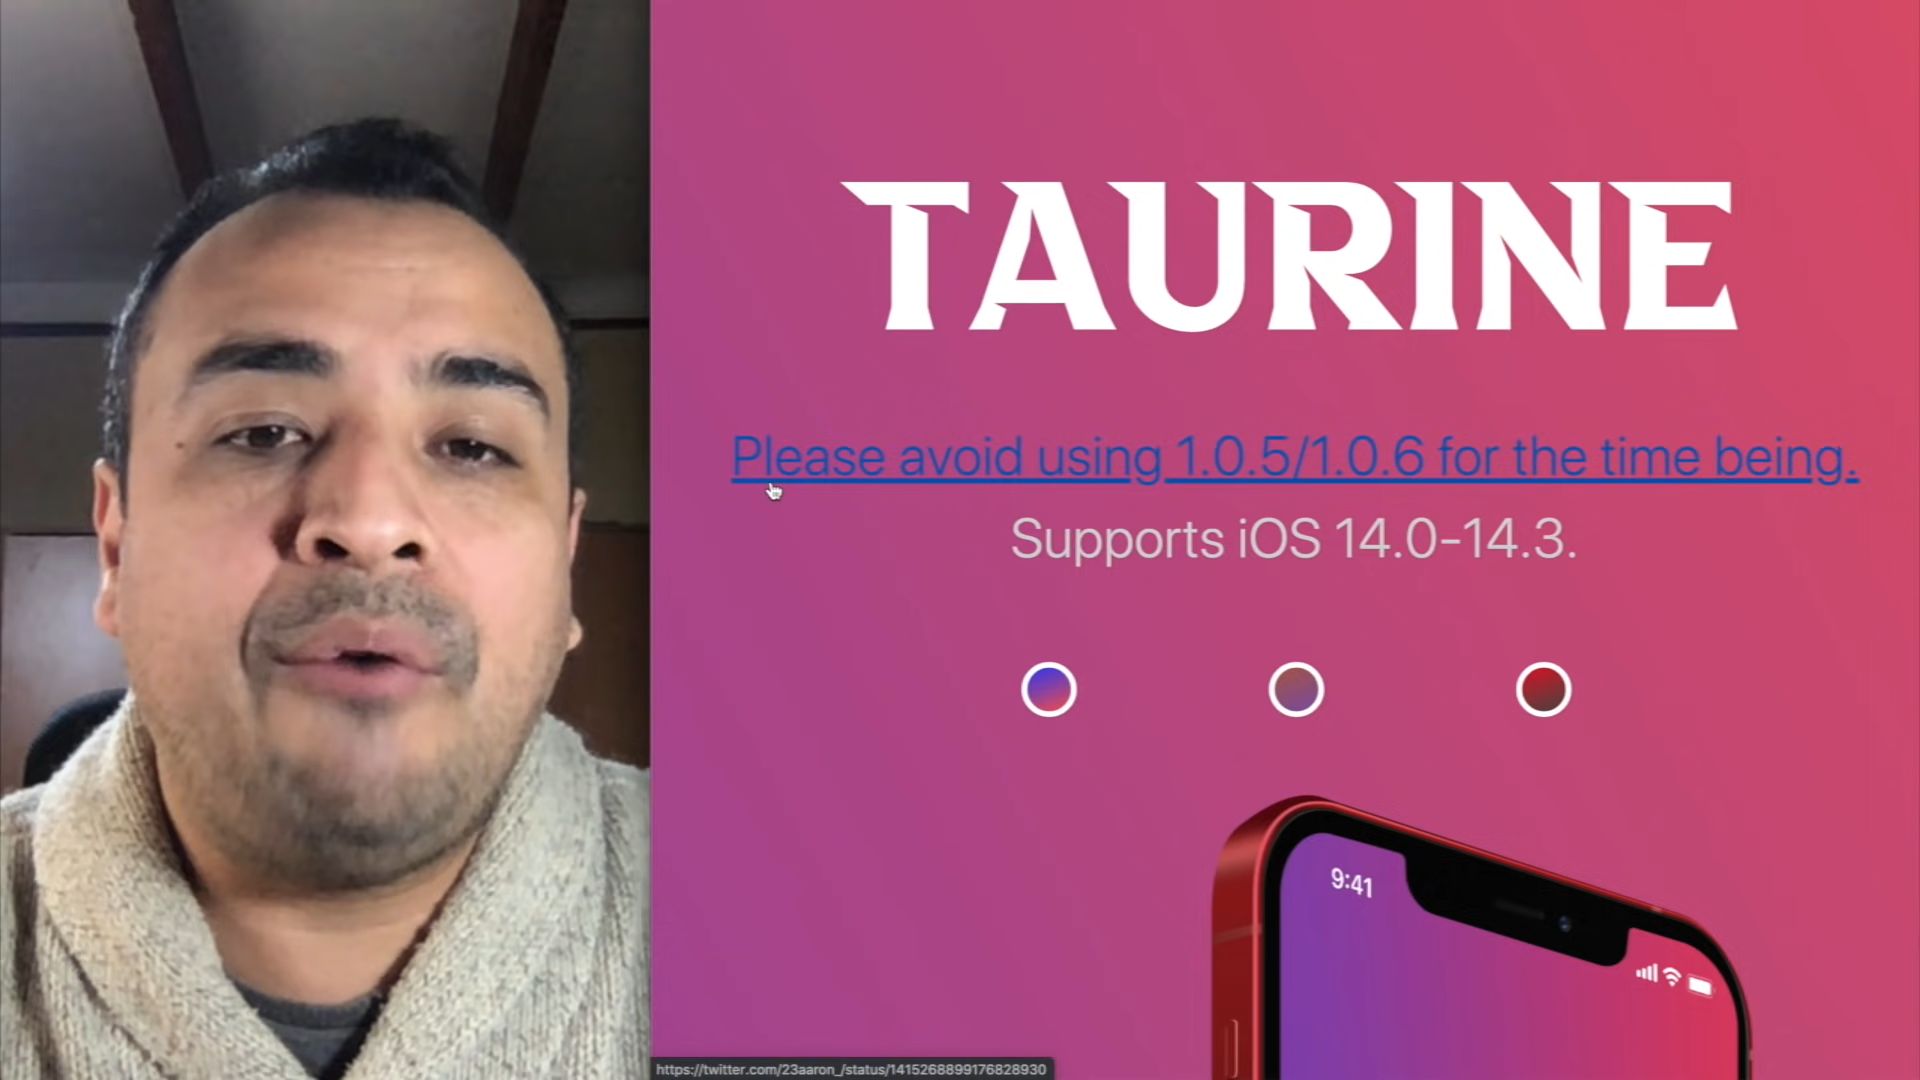 TAURINE
Please avoid using 1.0.5/1.0.6 for the time being.
Supports iOS 14.0-14.3.
9:41
https://twitter.com/23aaron_/status/1415268899176828930